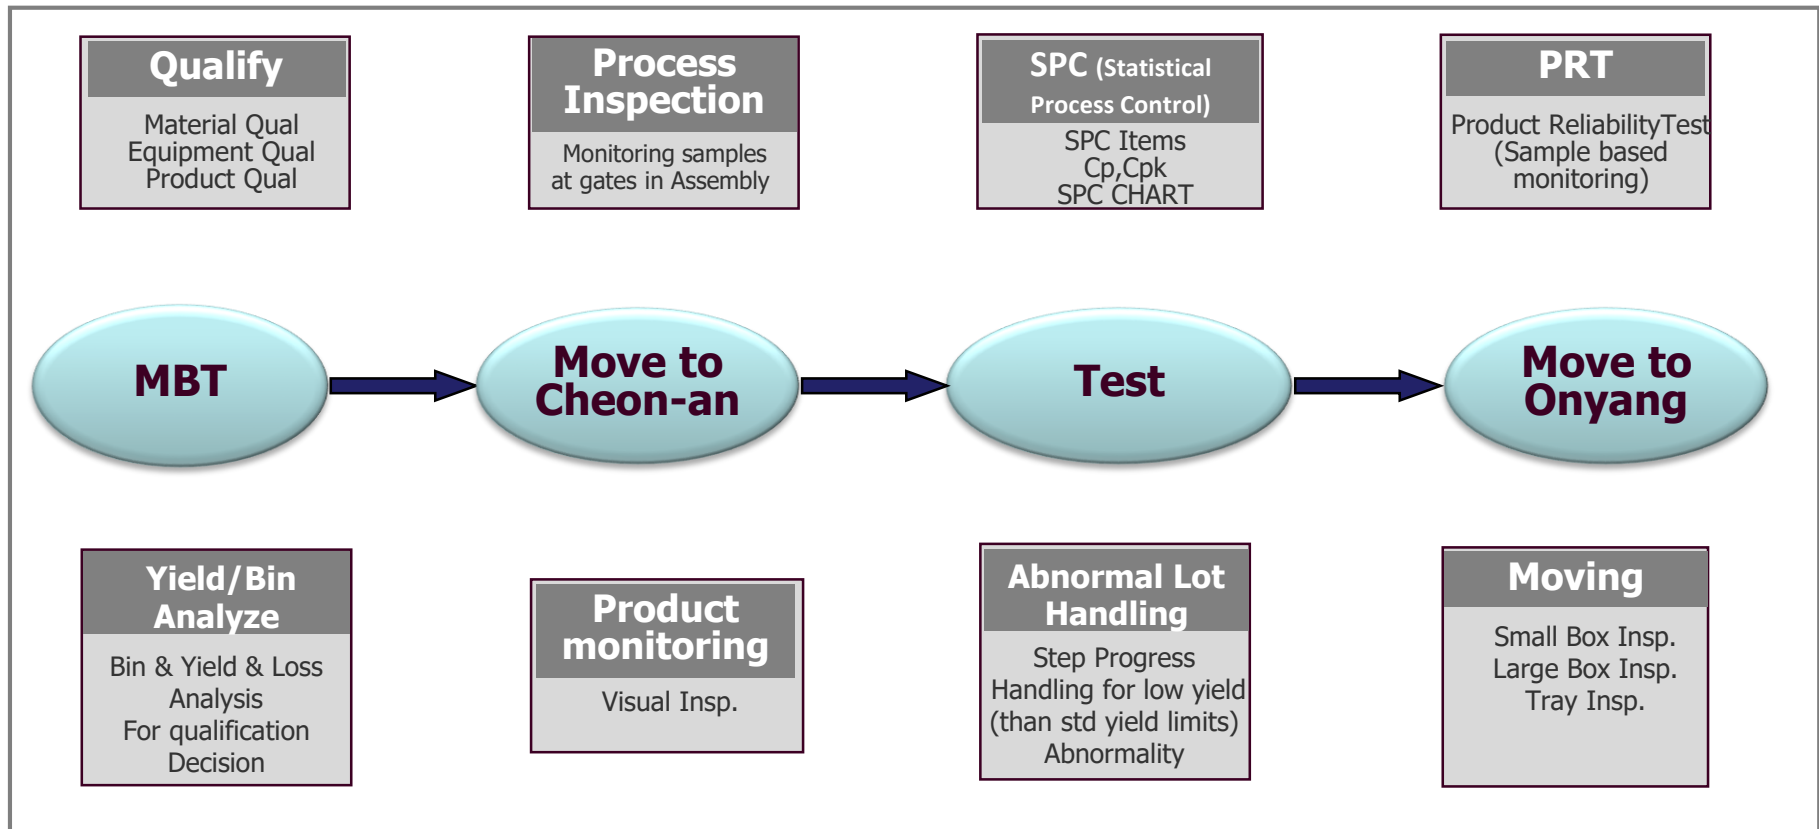 Qualify
Material Qual
Equipment Qual
Product Qual
Process
Inspection
Monitoring samples
at gates in Assembly
SPC (Statistical
Process Control)
SPC Items
Cp,Cpk
SPC CHART
PRT
Product ReliabilityTest
(Sample based
monitoring)
MBT
Move to
Cheon-an
Test
Move to
Onyang
Yield/Bin
Analyze
Bin & Yield & Loss
Analysis
For qualification
Decision
Product
monitoring
Visual Insp.
Abnormal Lot
Handling
Step Progress
Handling for low yield
(than std yield limits)
Abnormality
Moving
Small Box Insp.
Large Box Insp.
Tray Insp.